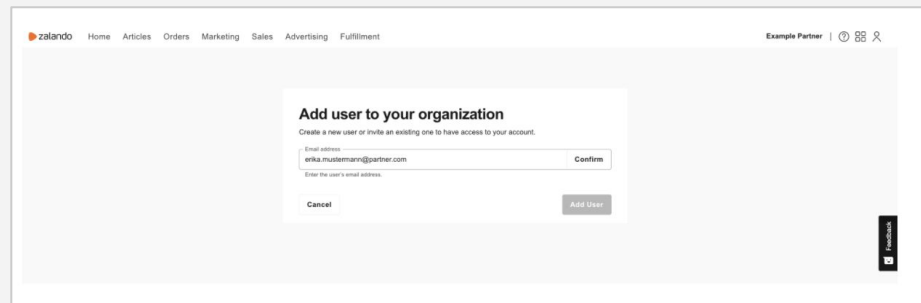 zalando Home Articles Orders Marketing Sales Advertising Fulfillment Example Partner
Add user to your organization
Create a new user or invite an existing one to have access to your account.
Email address
erika.mustermann@partner.com Confirm
Enter the user's email address.
Cancel Add User
Feedback